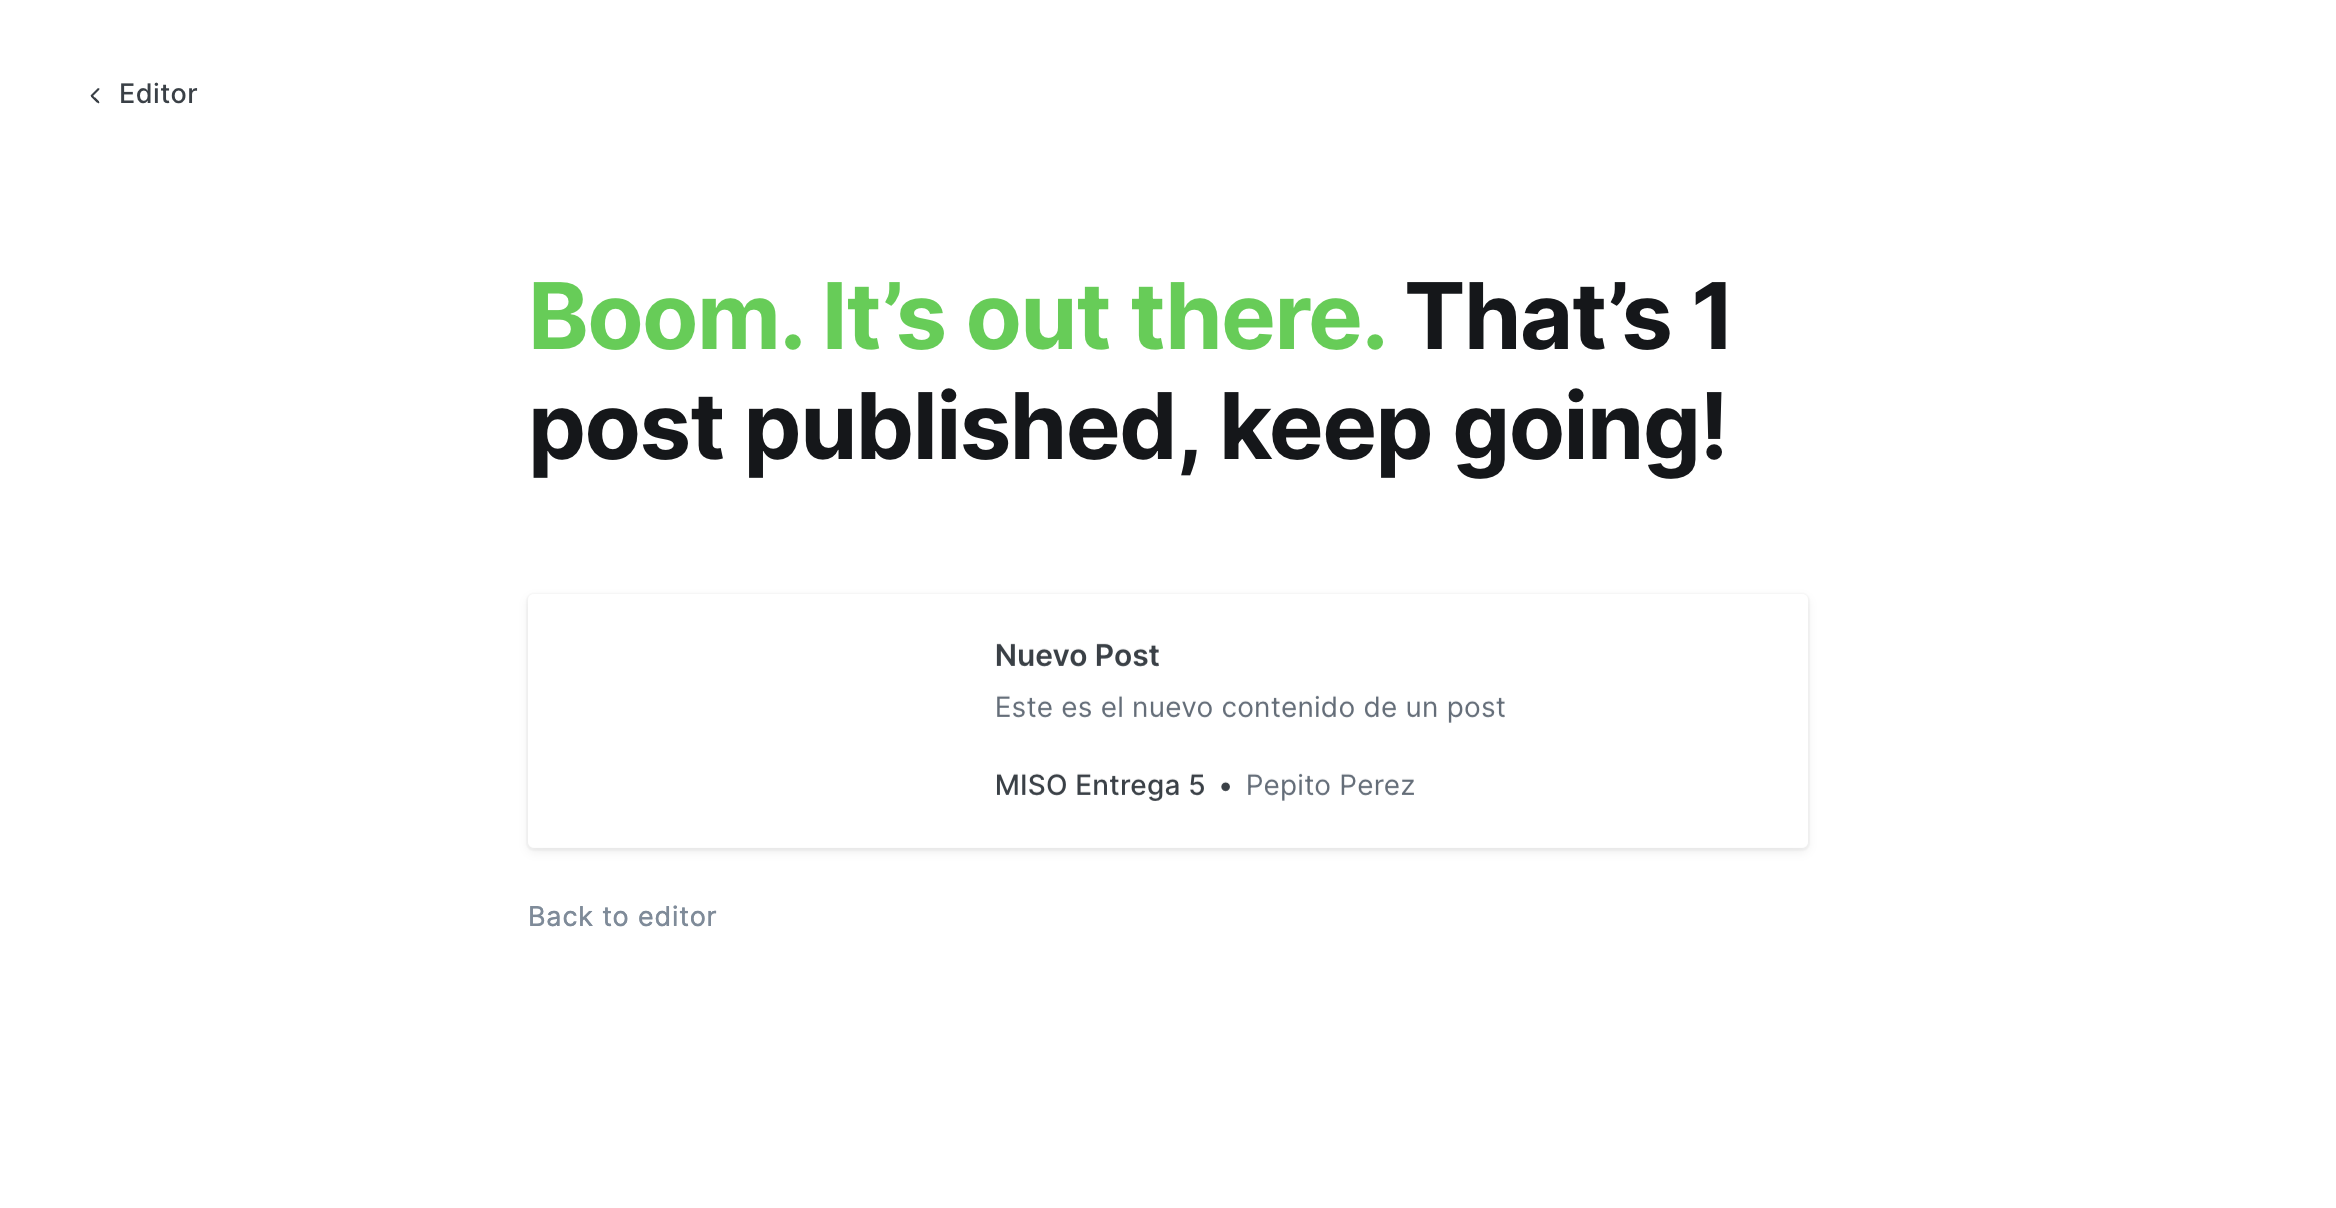 Editor
Boom. It’s out there. That’s 1
post published, keep going!
Nuevo Post
Este es el nuevo contenido de un post
MISO Entrega 5 • Pepito Perez
Back to editor